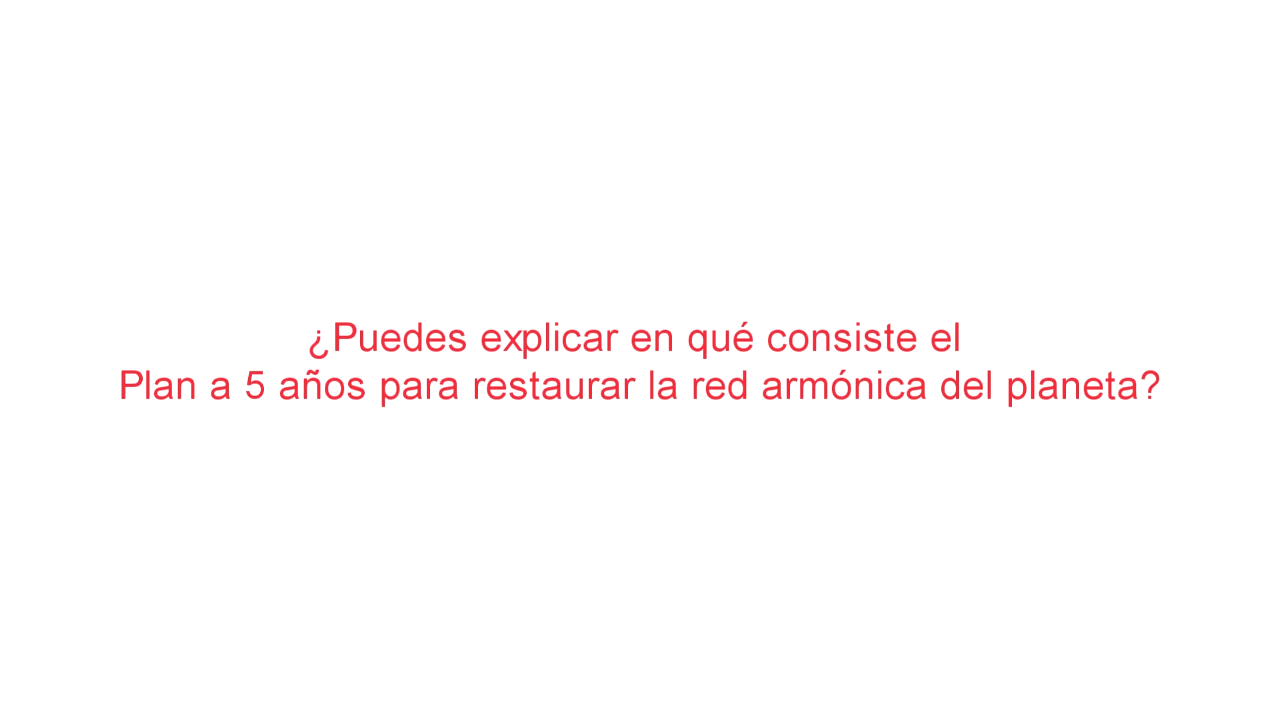 ¿Puedes explicar en qué consiste el
Plan a 5 años para restaurar la red armónica del planeta?